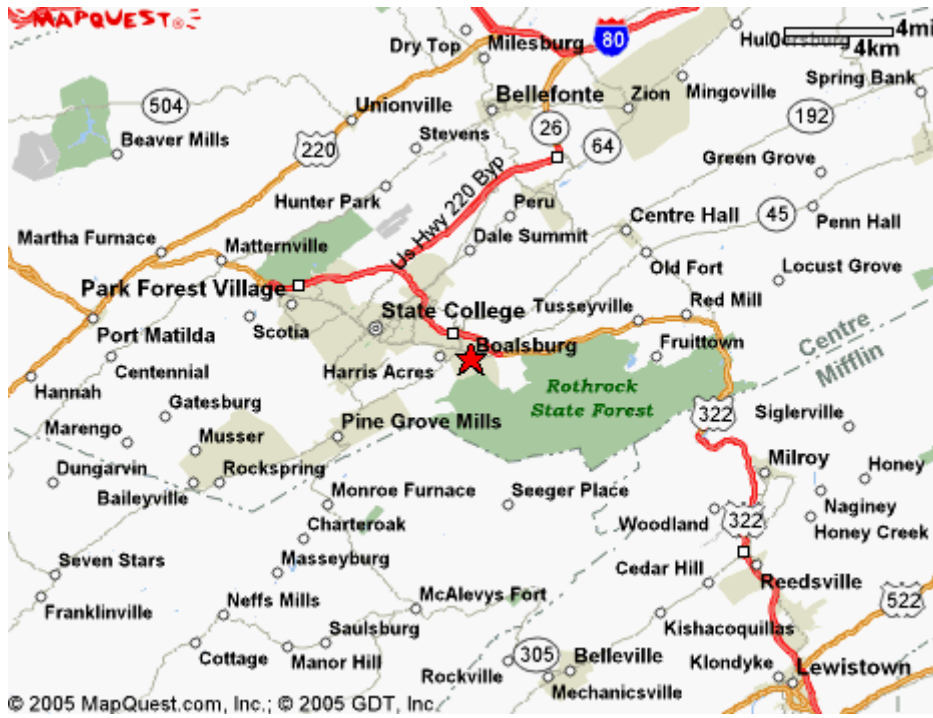 MAPQUEST
80
Dry Top
Milesburg
Hublersburg
0
4mi
4km
504
Unionville
Bellefonte
Zion
Mingoville
Spring Bank
Beaver Mills
220
Stevens
26
64
192
Green Grove
Hunter Park
Us Hwy 220 Byp
Peru
Centre Hall
45
Penn Hall
Martha Furnace
Matternville
Dale Summit
Old Fort
Locust Grove
Park Forest Village
Scotia
State College
Tusseyville
Red Mill
Port Matilda
Boalsburg
Fruittown
Centre
Mifflin
Hannah
Centennial
Harris Acres
Rothrock
State Forest
Gatesburg
Pine Grove Mills
322
Siglerville
Marengo
Musser
Dungarvin
Rockspring
Milroy
Honey
Baileyville
Monroe Furnace
Seeger Place
Naginey
Charteroak
Woodland
322
Honey Creek
Seven Stars
Masseyburg
Cedar Hill
Reedsville
522
Franklinville
Neffs Mills
McAlevys Fort
Kishacoquillas
Cottage
Manor Hill
Saulsburg
305
Belleville
Klondyke
Lewistown
Rockville
Mechanicsville
© 2005 MapQuest.com, Inc.; © 2005 GDT, Inc.